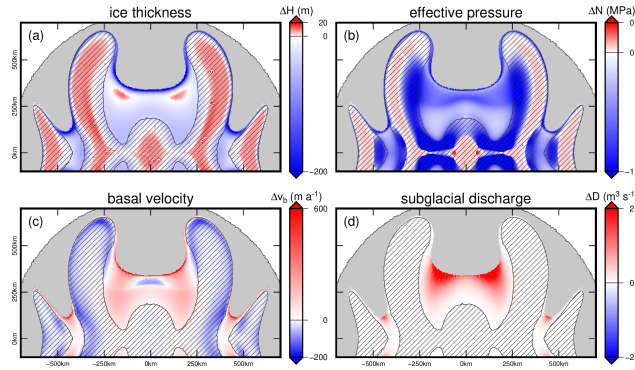 ice thickness
ΔH (m)
effective pressure
ΔN (MPa)
(a)
20
0
-200
500km
250km
0km
(b)
0
-1
basal velocity
Δvb (m a-1)
subglacial discharge
ΔD (m3 s-1
(c)
600
0
-200
500km
250km
0km
(d)
2
0
-2
−500km
−250km
0km
250km
500km
−500km
−250km
0km
250km
500km